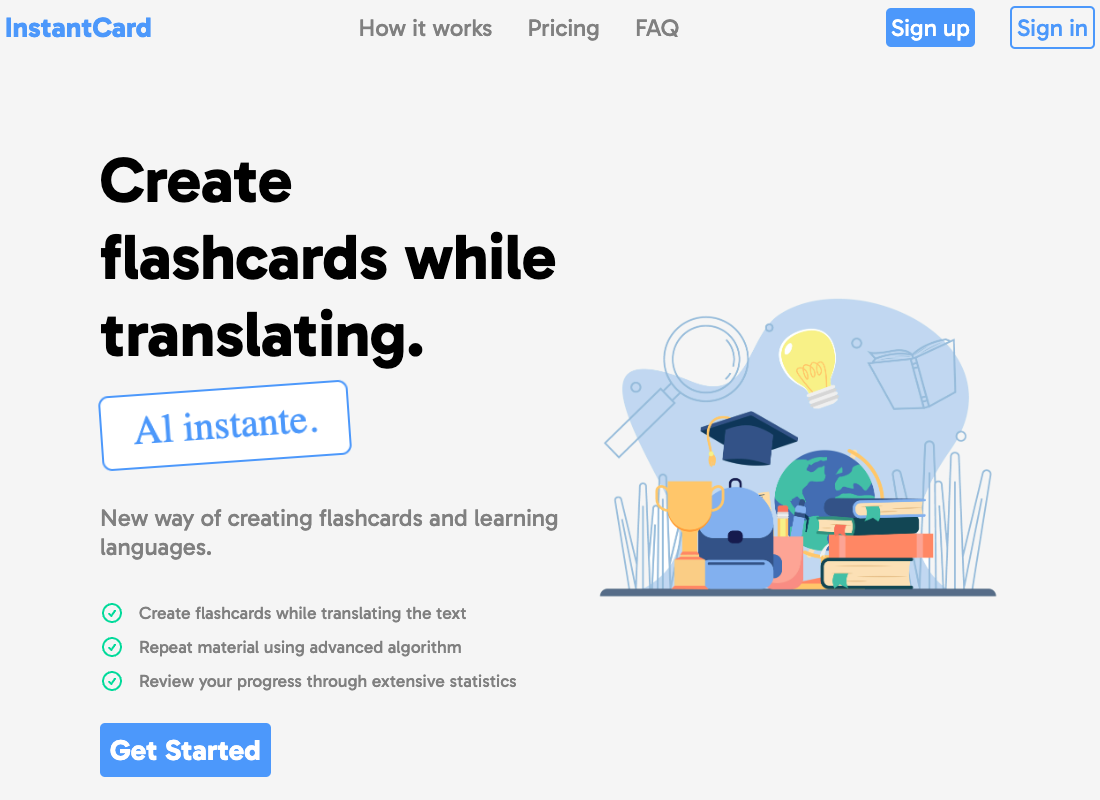 InstantCard
How it works
Pricing
FAQ
Sign up
Sign in
Create
flashcards while
translating.
Al instante.
New way of creating flashcards and learning
languages.
Create flashcards while translating the text
Repeat material using advanced algorithm
Review your progress through extensive statistics
Get Started